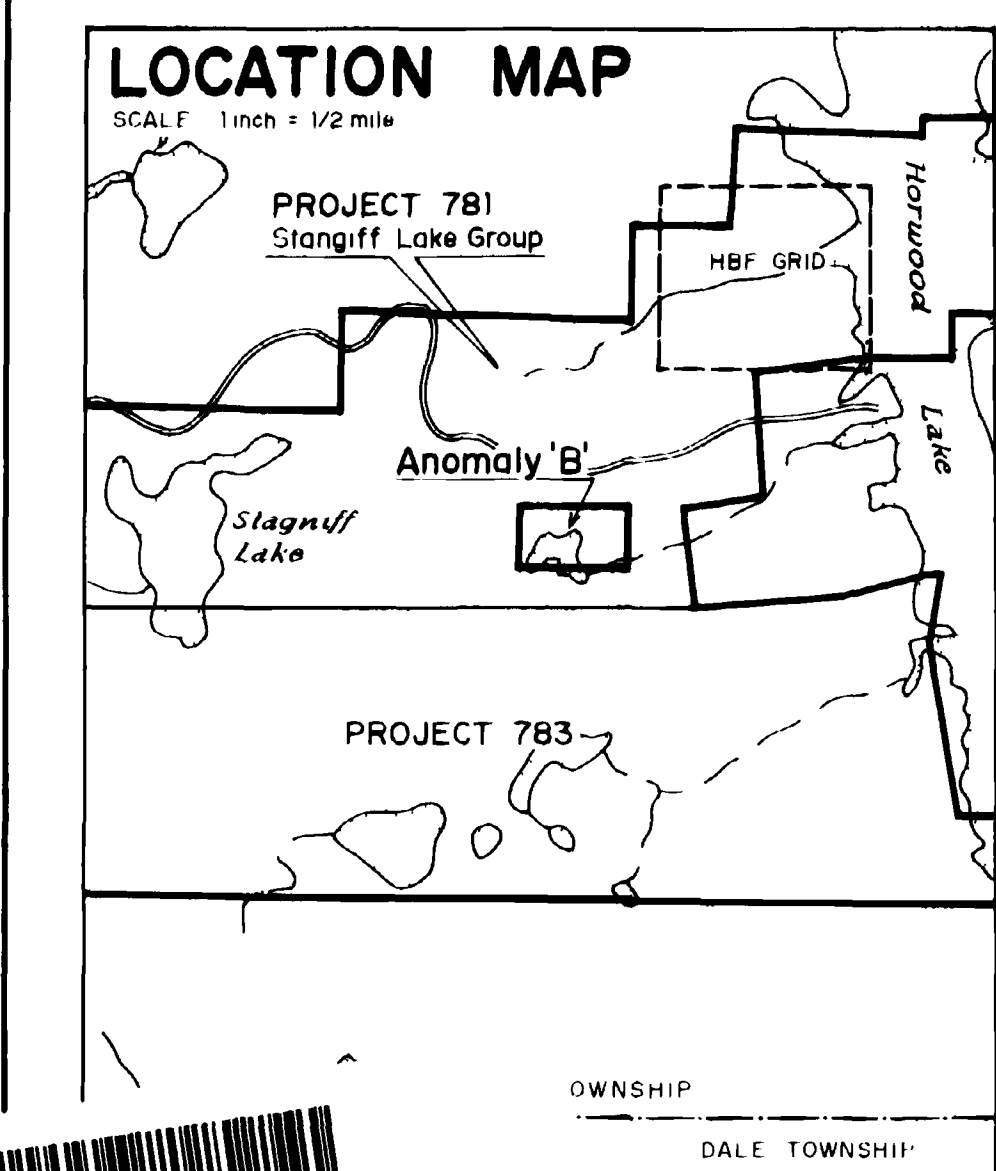 LOCATION MAP
SCALE 1 inch = 1/2 mile
PROJECT 781
Stangiff Lake Group
HBF GRID
Horwood
Lake
Anomaly 'B'
Stagniff
Lake
PROJECT 783
OWNSHIP
DALE TOWNSHIP